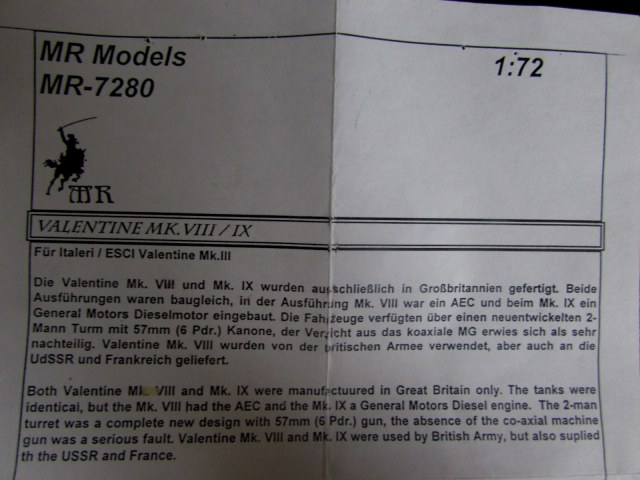 MR Models
MR-7280
1:72
MR
VALENTINE MK. VIII / IX
Für Italeri / ESCI Valentine Mk.III
Die Valentine Mk. VIII und Mk. IX wurden ausschließlich in Großbritannien gefertigt. Beide
Ausführungen waren baugleich, in der Ausführung Mk. VIII war ein AEC und beim Mk. IX ein
General Motors Dieselmotor eingebaut. Die Fahrzeuge verfügten über einen neuentwickelten 2-
Mann Turm mit 57mm (6 Pdr.) Kanone, der Verzicht aus das koaxiale MG erwies sich als sehr
nachteilig. Valentine Mk. VIII wurden von der britischen Armee verwendet, aber auch an die
UdSSR und Frankreich geliefert.
Both Valentine Mk. VIII and Mk. IX were manufactuured in Great Britain only. The tanks were
identical, but the Mk. VIII had the AEC and the Mk. IX a General Motors Diesel engine. The 2-man
turret was a complete new design with 57mm (6 Pdr.) gun, the absence of the co-axial machine
gun was a serious fault. Valentine Mk. VIII and Mk. IX were used by British Army, but also suplied
th the USSR and France.